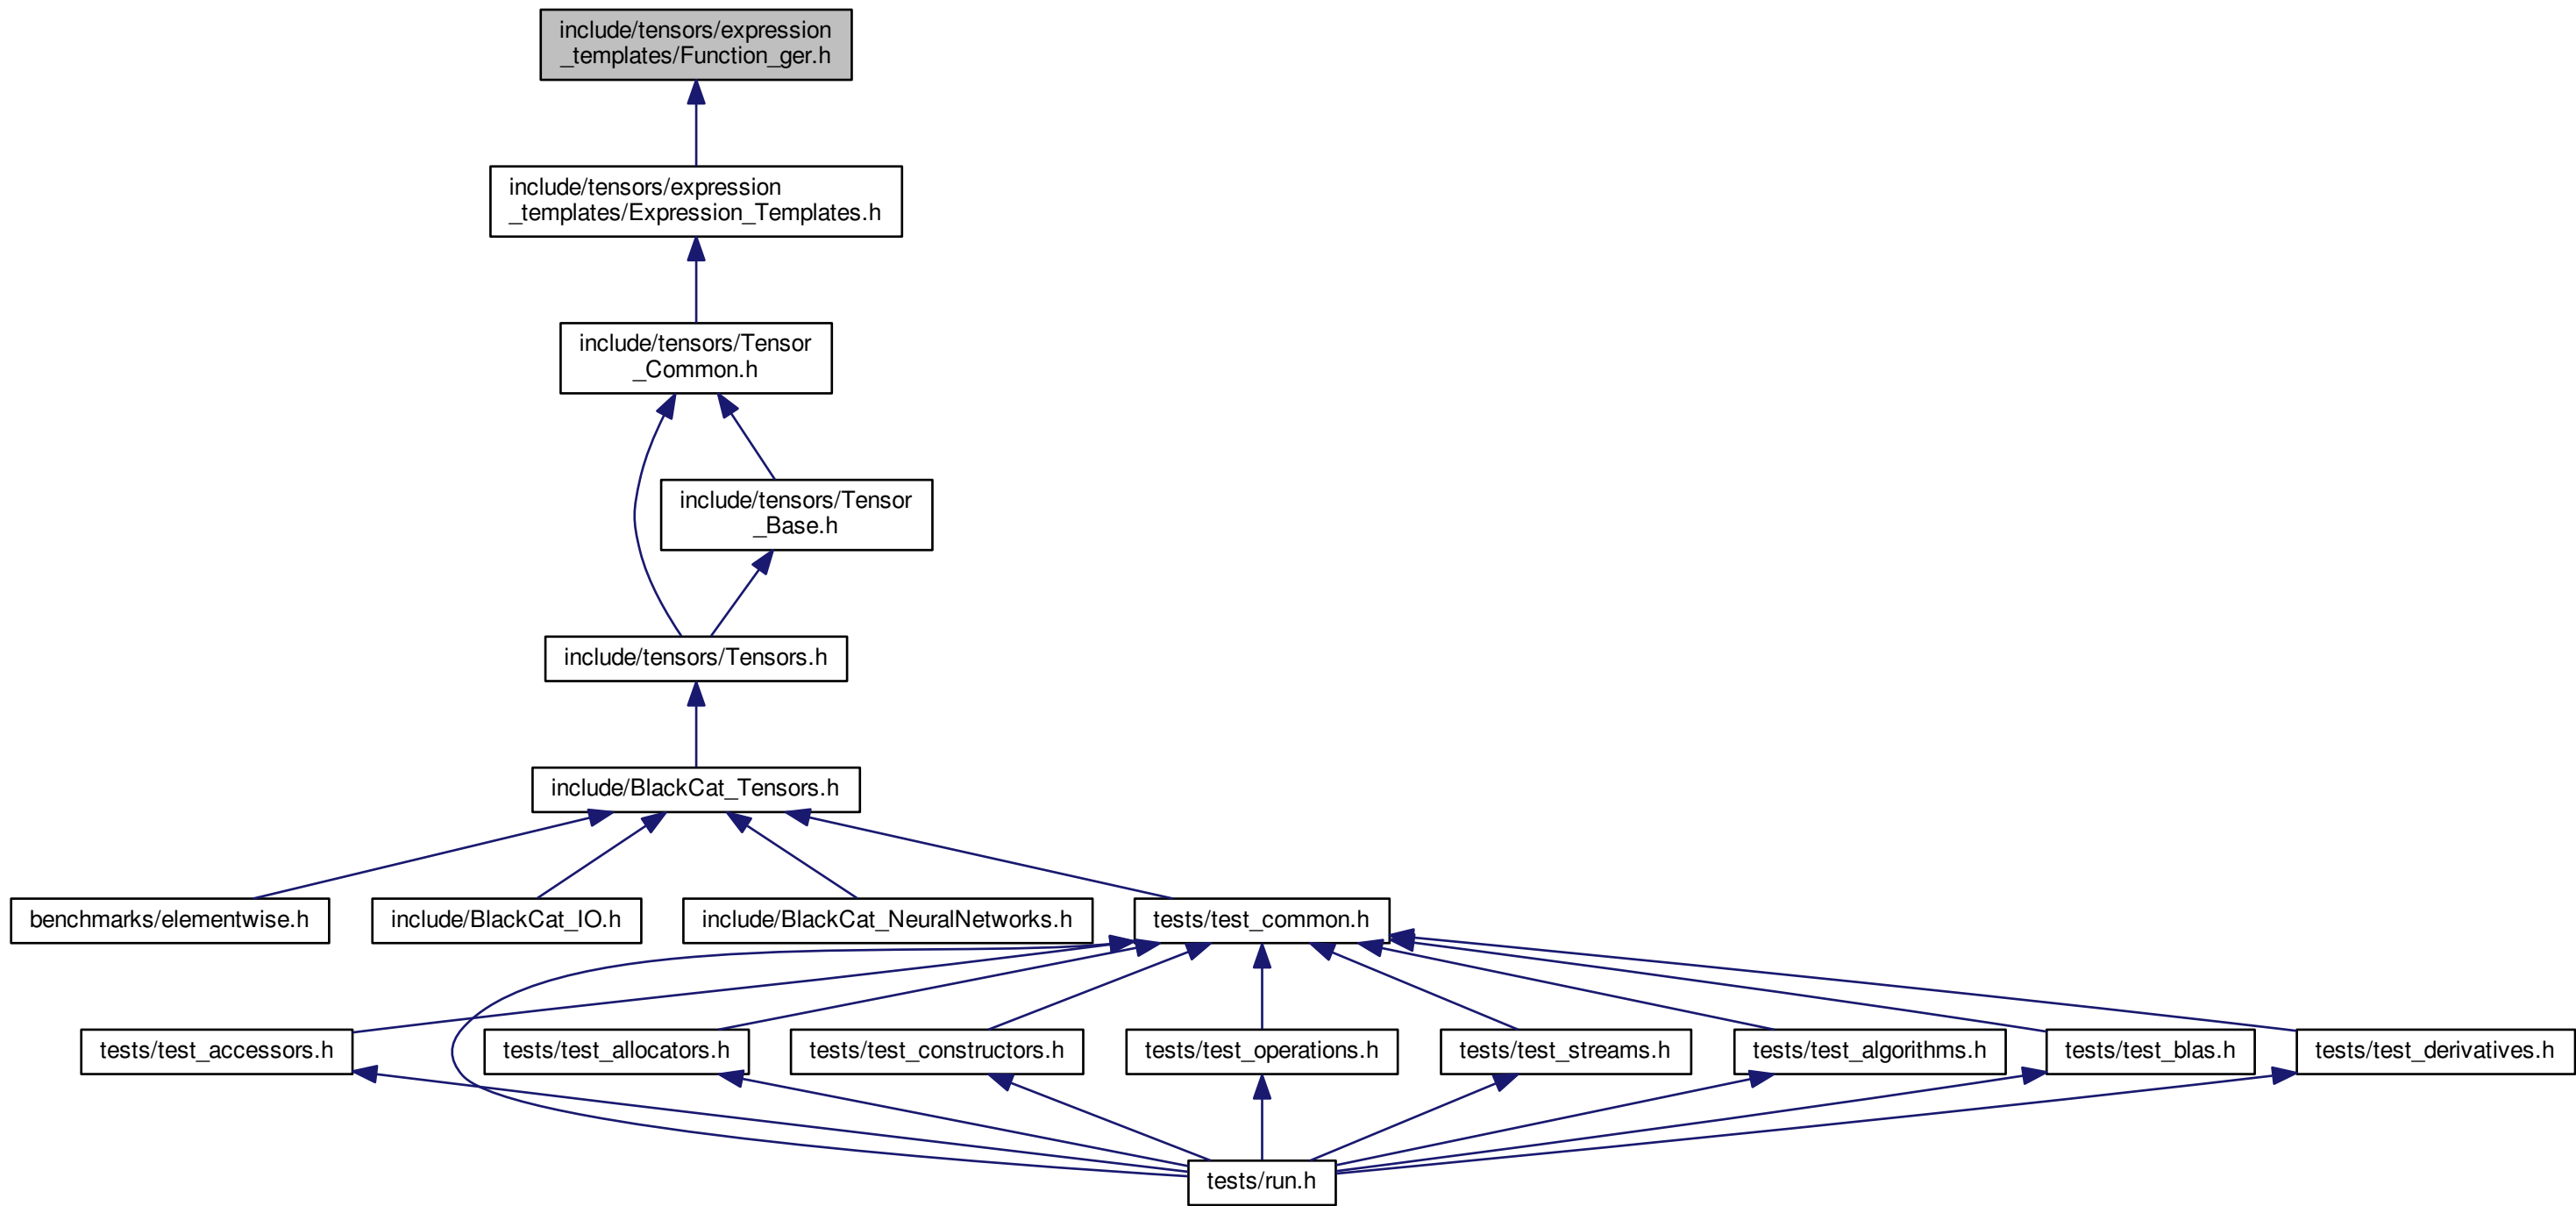 include/tensors/expression
_templates/Function_ger.h
include/tensors/expression
_templates/Expression_Templates.h
include/tensors/Tensor
_Common.h
include/tensors/Tensor
_Base.h
include/tensors/Tensors.h
include/BlackCat_Tensors.h
benchmarks/elementwise.h
include/BlackCat_IO.h
include/BlackCat_NeuralNetworks.h
tests/test_common.h
tests/test_accessors.h
tests/test_allocators.h
tests/test_constructors.h
tests/test_operations.h
tests/test_streams.h
tests/test_algorithms.h
tests/test_blas.h
tests/test_derivatives.h
tests/run.h